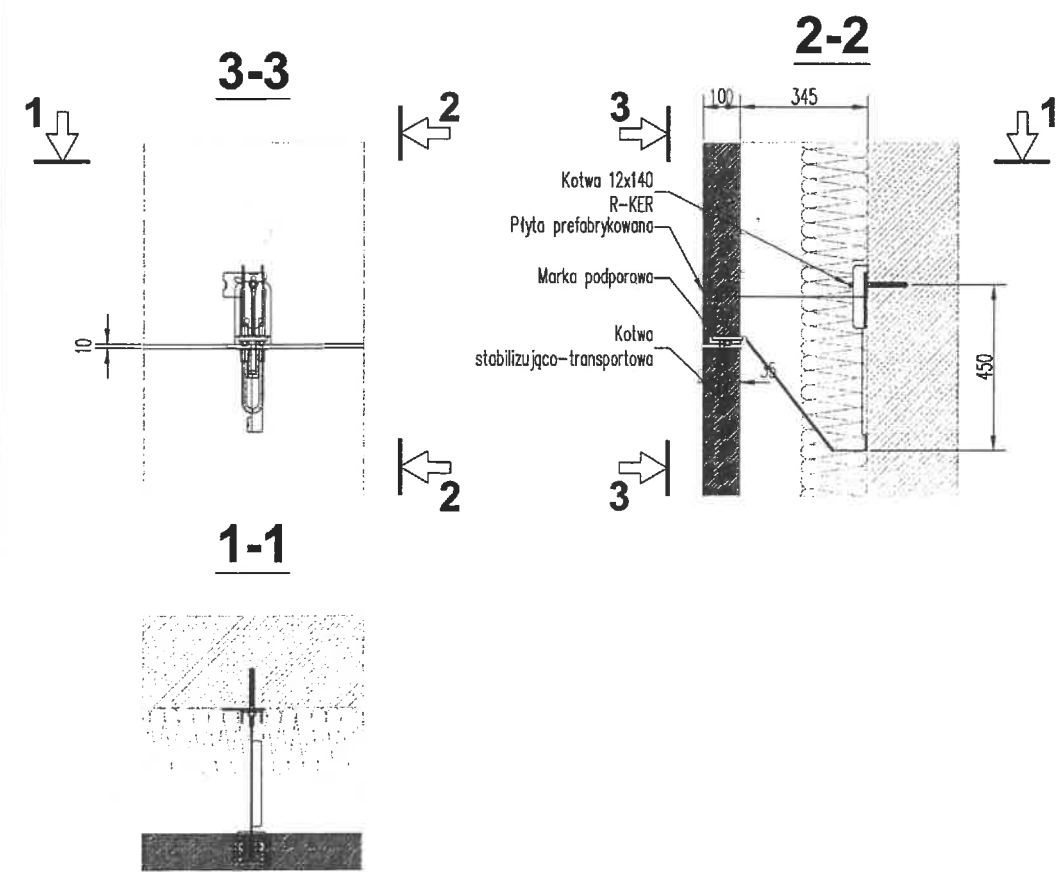 3-3
2-2
1
2
3
1
100
345
Kotwa 12x140
R-KER
Płyta prefabrykowana
Marka podporowa
Kotwa
stabilizująco-transportowa
10
35
450
2
3
1-1